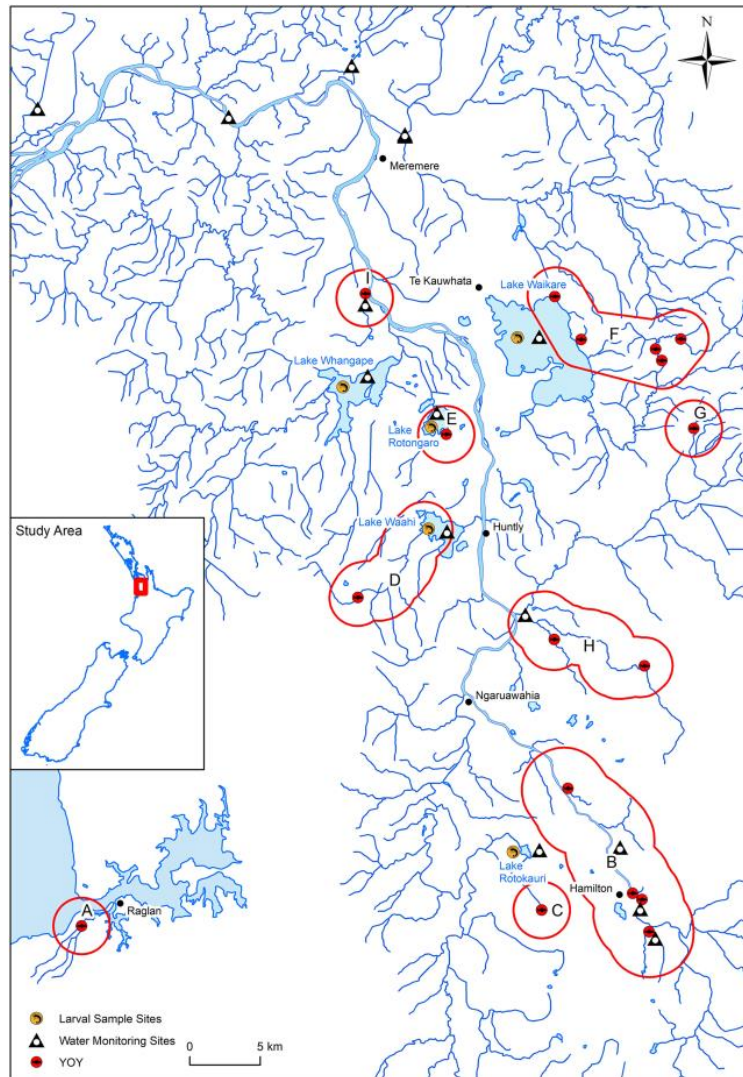 N
Meremere
I
Te Kauwhata
Lake Waikare
F
Lake Whangape
E
Lake
Rotongaro
G
Study Area
Lake Waahi
Huntly
D
H
Ngaruawahia
B
Lake
Rotokauri
Hamilton
C
A
Raglan
Larval Sample Sites
Water Monitoring Sites
YOY
0 5 km